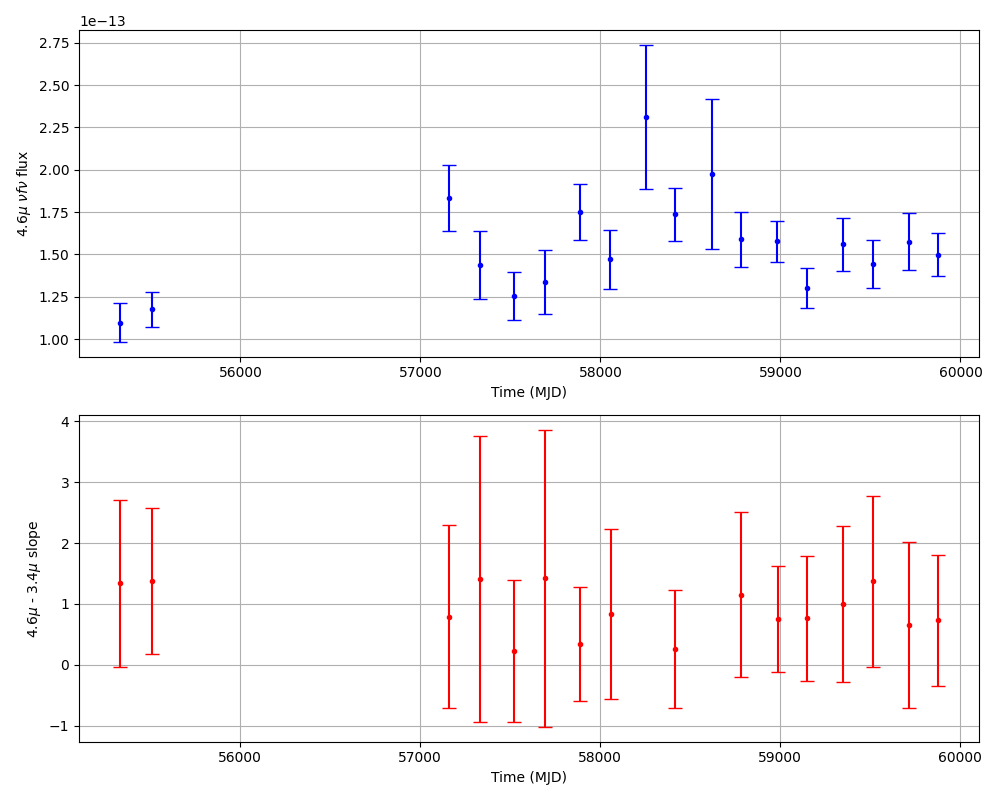 1e−13
2.75
2.50
2.25
2.00
1.75
1.50
1.25
1.00
4.6μ νfν flux
56000 57000 58000 59000 60000
Time (MJD)
4
3
2
1
0
−1
4.6μ - 3.4μ slope
56000 57000 58000 59000 60000
Time (MJD)